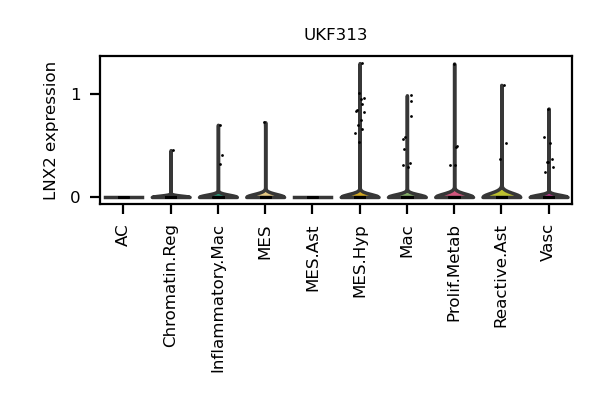 UKF313
LNX2 expression
1
0
AC
Chromatin.Reg
Inflammatory.Mac
MES
MES.Ast
MES.Hyp
Mac
Prolif.Metab
Reactive.Ast
Vasc